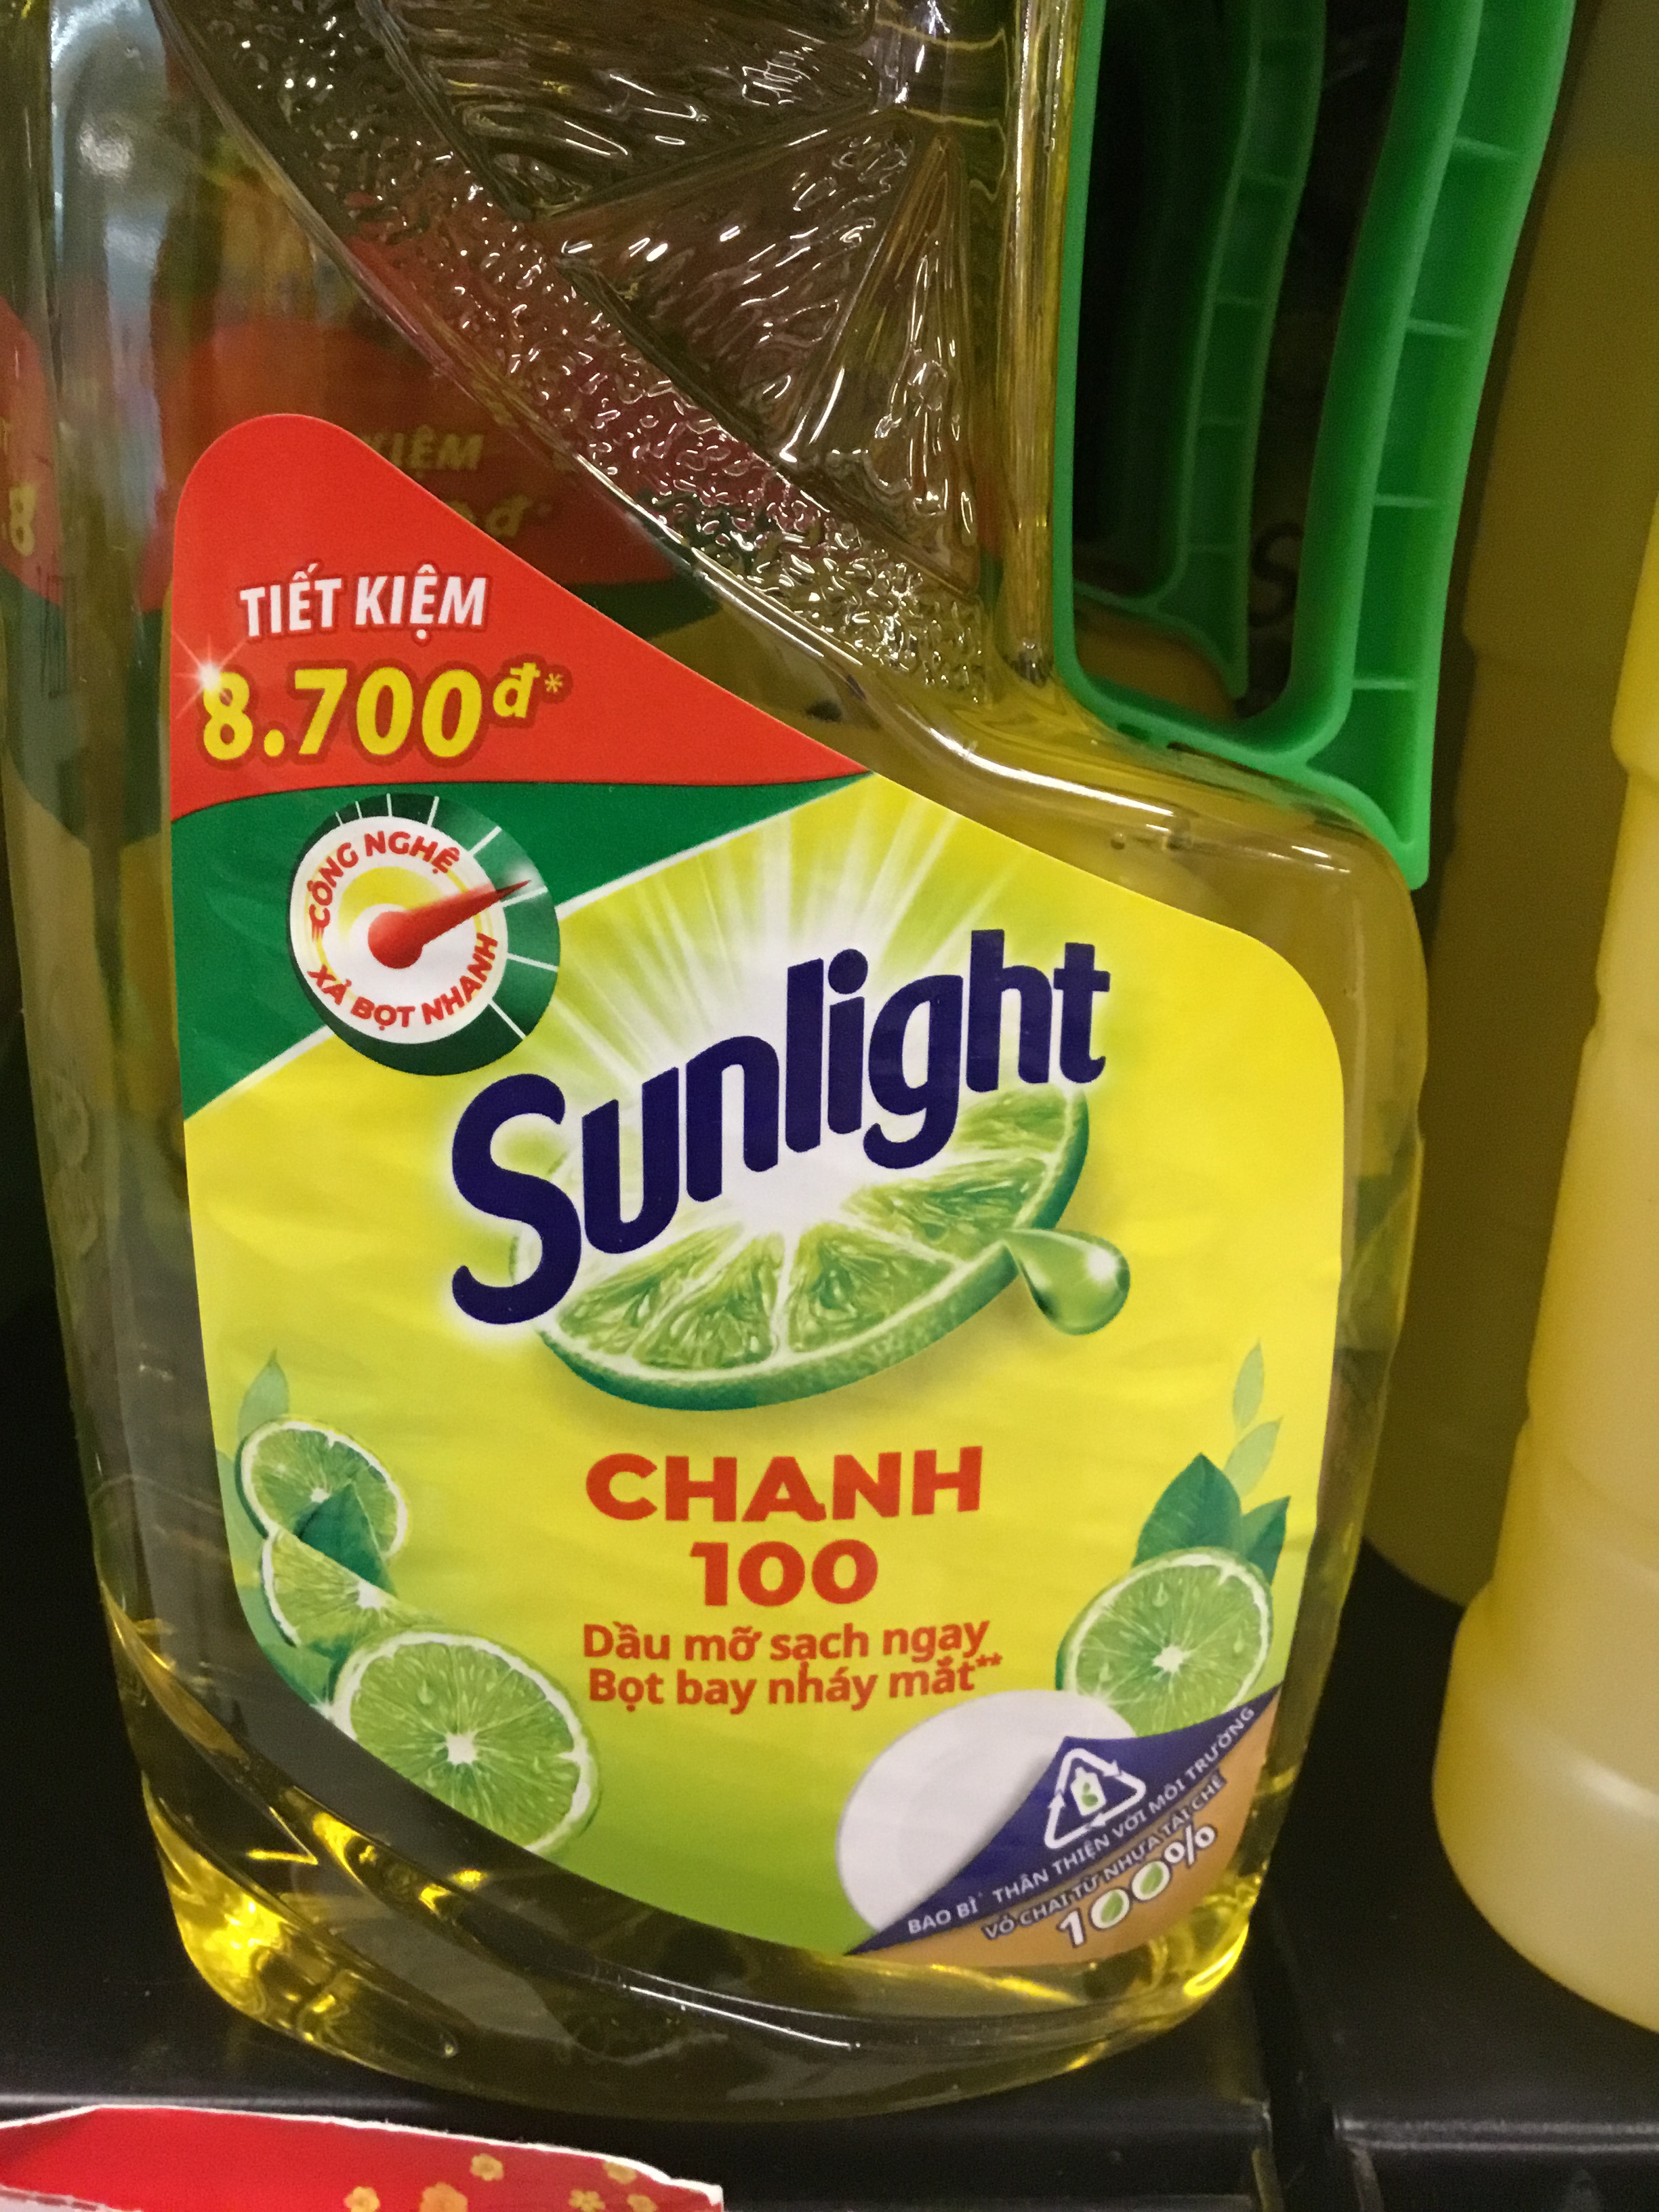 TIẾT KIỆM
8.700đ*
CÔNG NGHỆ
XẢ BỌT NHANH
Sunlight
CHANH
100
Dầu mỡ sạch ngay
Bọt bay nháy mắt**
BAO BÌ* THÂN THIỆN VỚI MÔI TRƯỜNG
VỎ CHAI TỪ NHỰA TÁI CHẾ
100%